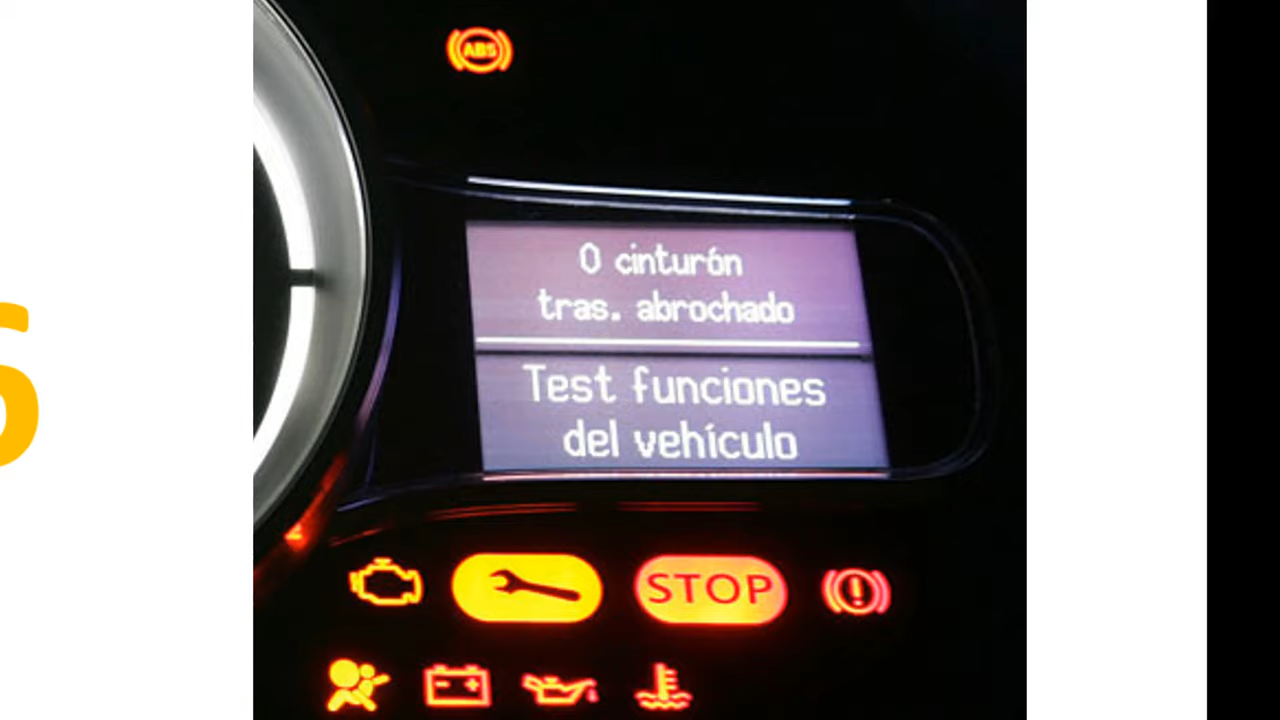 ABS
0 cinturón
tras. abrochado
Test funciones
del vehículo
STOP